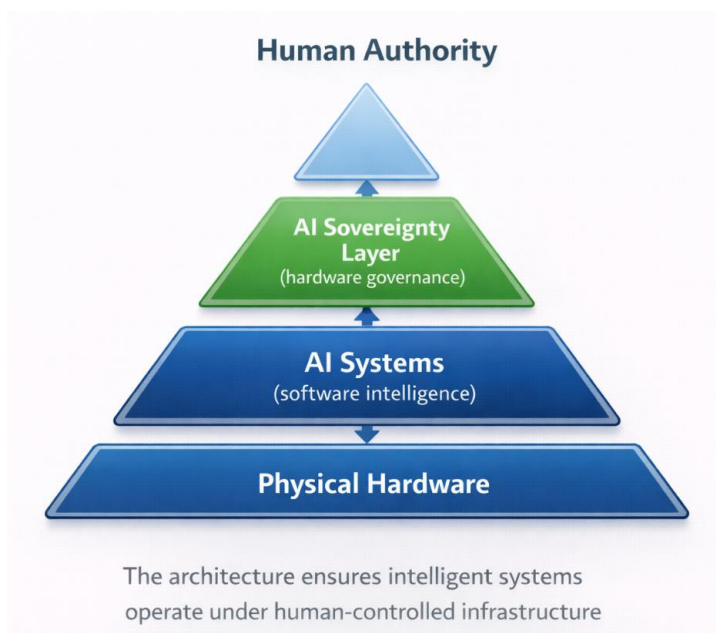 Human Authority
AI Sovereignty
Layer
(hardware governance)
AI Systems
(software intelligence)
Physical Hardware
The architecture ensures intelligent systems
operate under human-controlled infrastructure